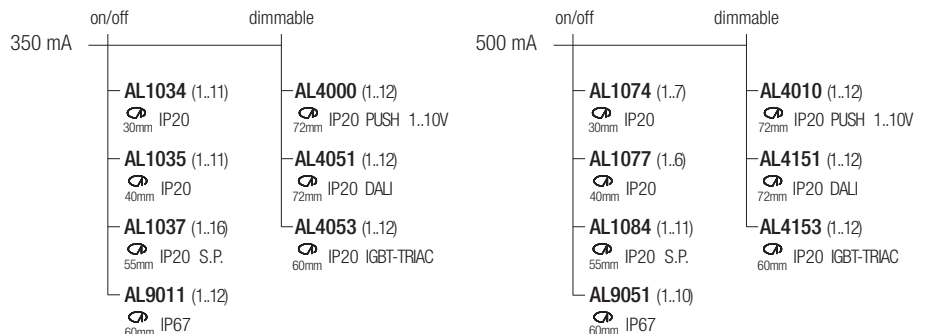 on/off dimmable
350 mA
AL1034 (1..11)
30mm IP20
AL1035 (1..11)
40mm IP20
AL1037 (1..16)
55mm IP20 S.P.
AL9011 (1..12)
60mm IP67
AL4000 (1..12)
72mm IP20 PUSH 1..10V
AL4051 (1..12)
72mm IP20 DALI
AL4053 (1..12)
60mm IP20 IGBT-TRIAC
on/off dimmable
500 mA
AL1074 (1..7)
30mm IP20
AL1077 (1..6)
40mm IP20
AL1084 (1..11)
55mm IP20 S.P.
AL9051 (1..10)
60mm IP67
AL4010 (1..12)
72mm IP20 PUSH 1..10V
AL4151 (1..12)
72mm IP20 DALI
AL4153 (1..12)
60mm IP20 IGBT-TRIAC